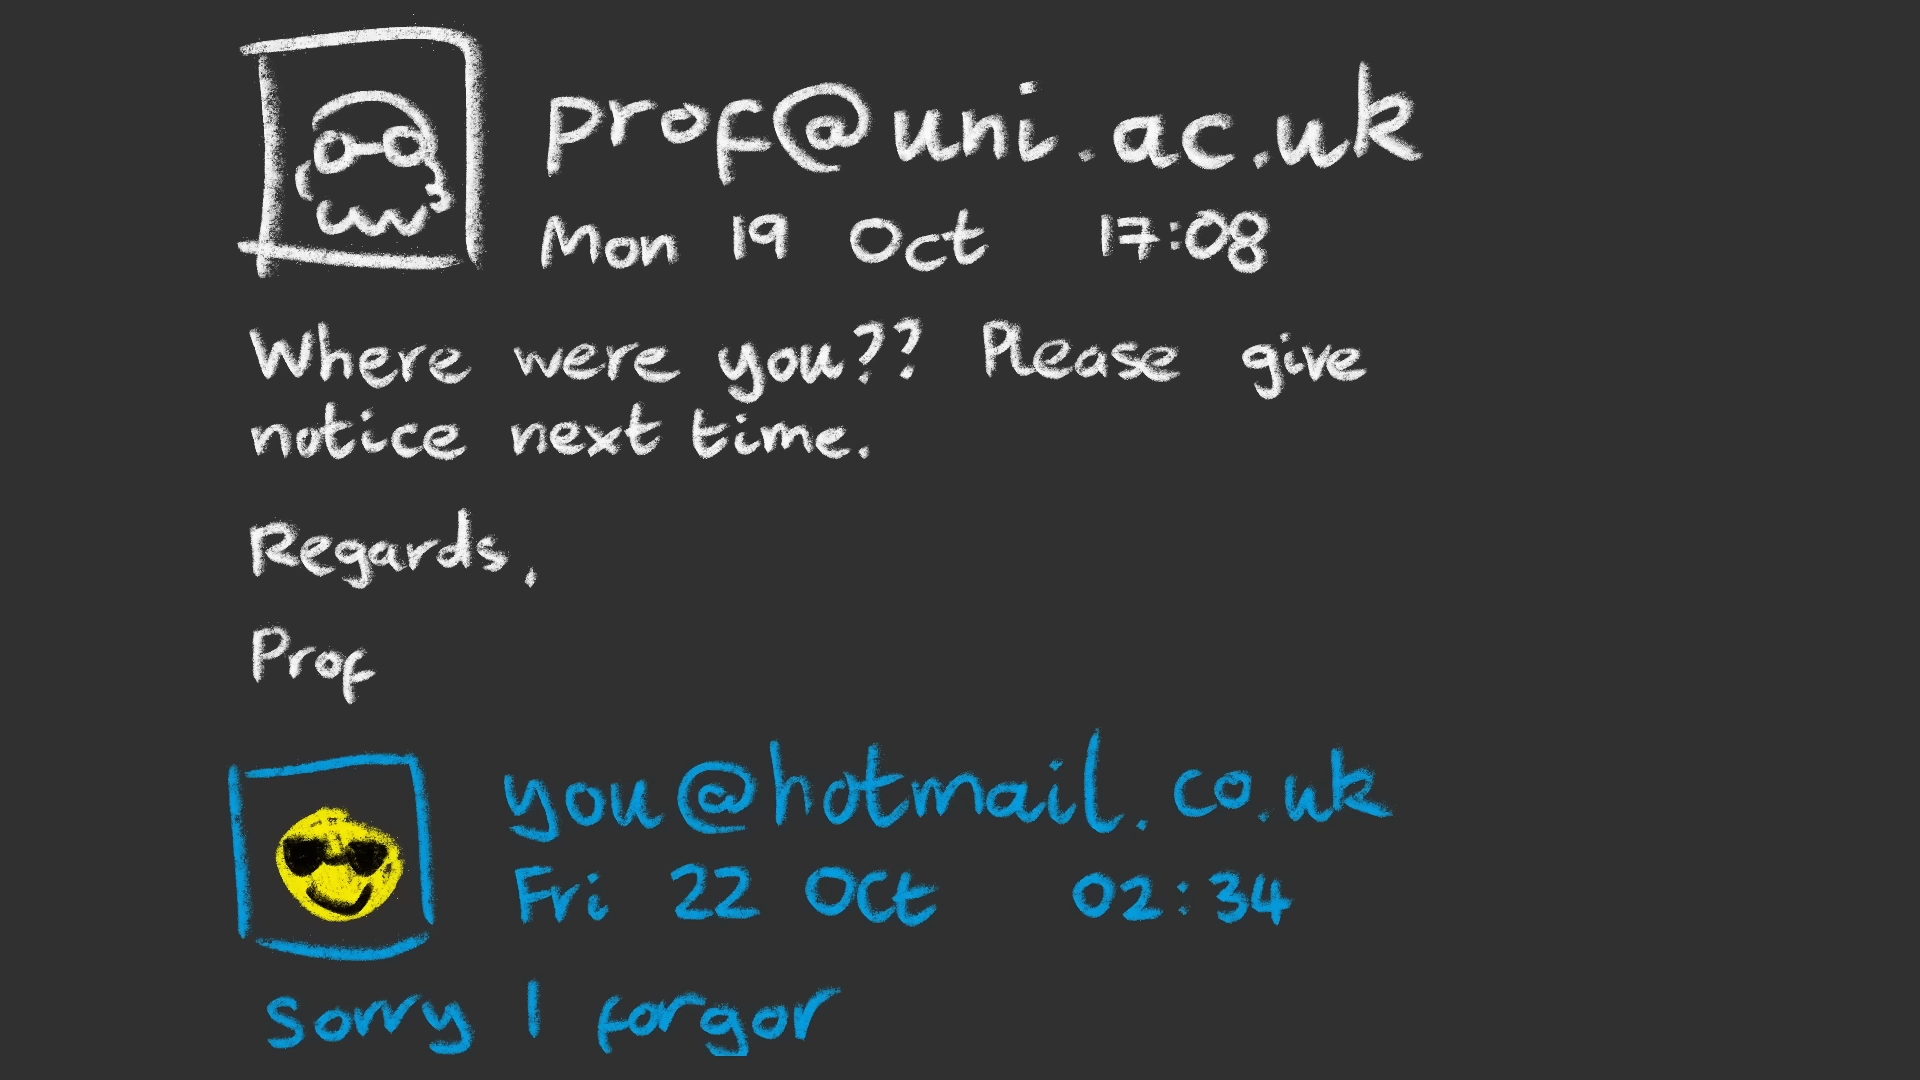 prof@uni.ac.uk
Mon 19 Oct 17:08
Where were you?? Please give
notice next time.
Regards,
Prof
you@hotmail.co.uk
Fri 22 Oct 02:34
Sorry I forgor